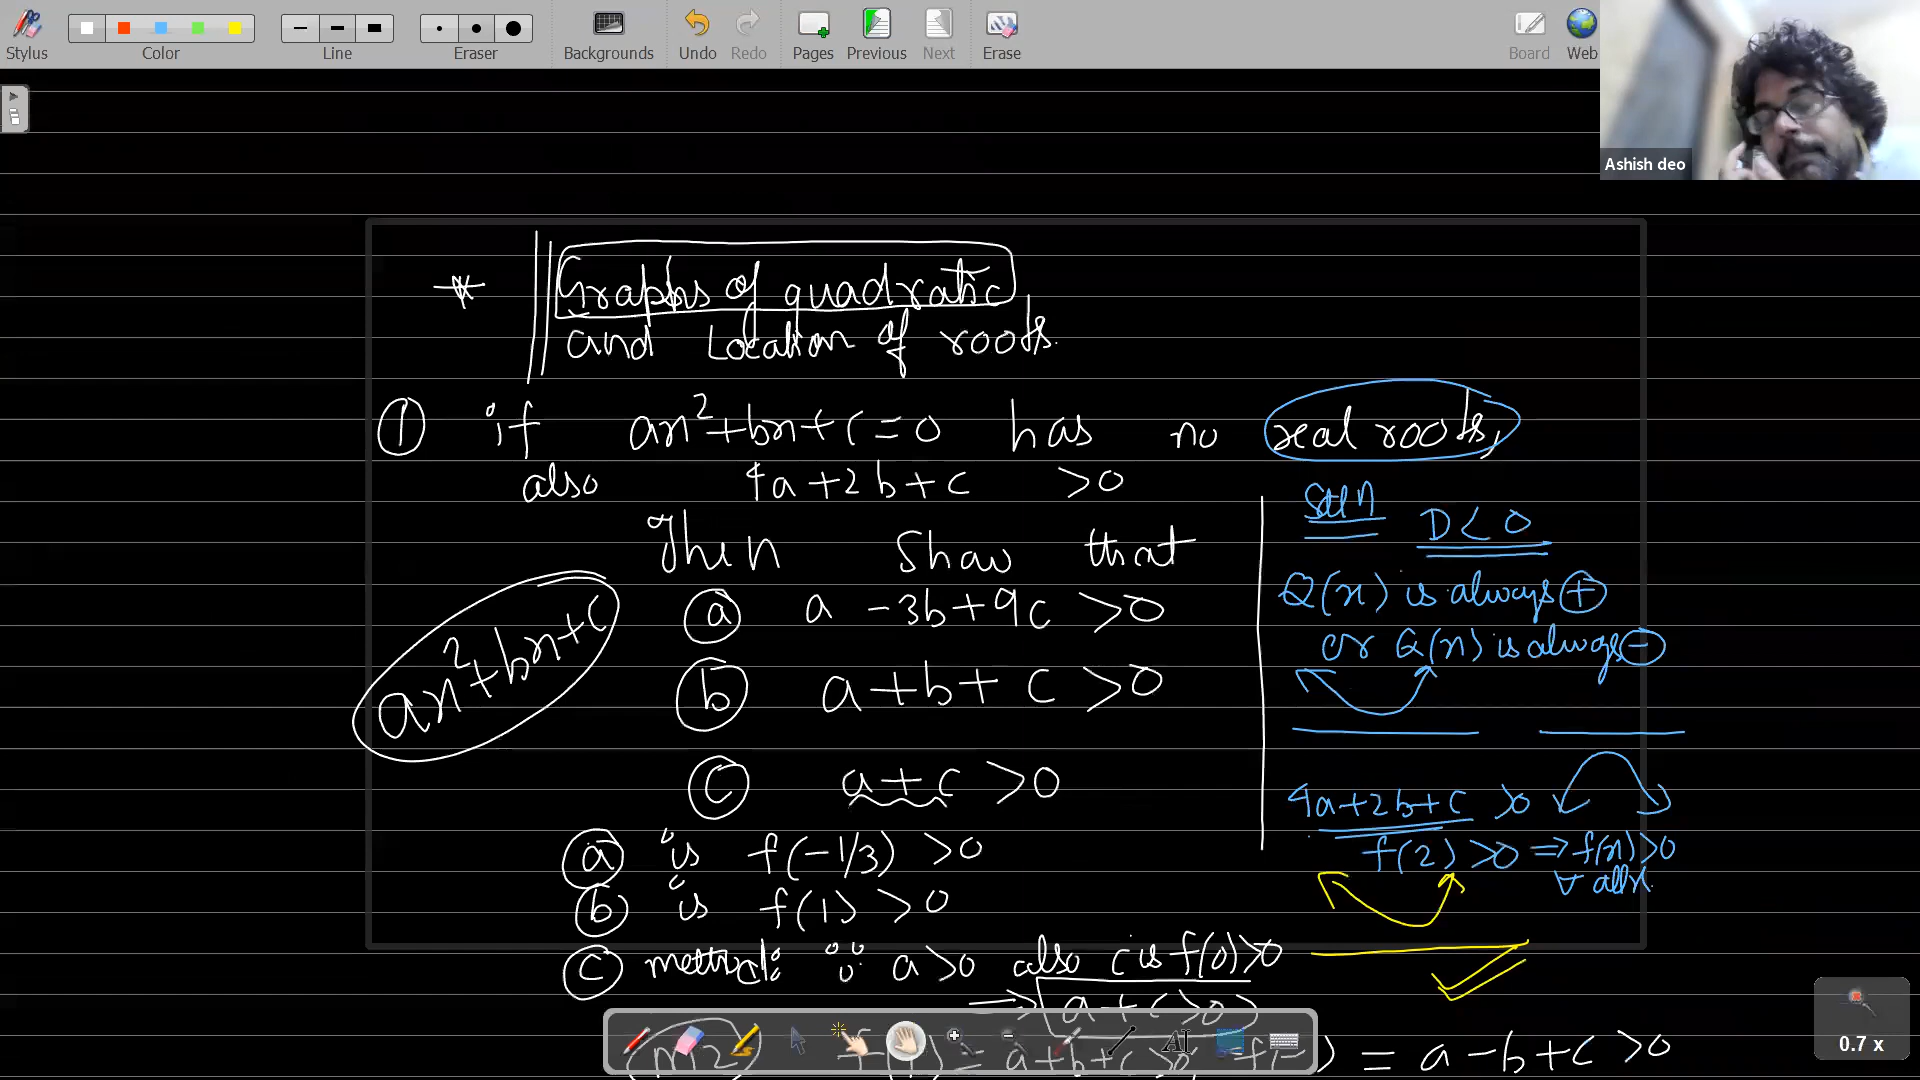 Stylus Color Line Eraser Backgrounds Undo Redo Pages Previous Next Erase Board Web
Ashish deo
* Graphs of quadratic
and Location of roots.
① if ax²+bx+c=0 has no real roots,
also 4a+2b+c >0
Then Show that
ⓐ a -3b+9c >0
ⓑ a+b+c >0
ⓒ a+c >0
ax²+bx+c
ⓐ is f(-1/3) >0
ⓑ is f(1) >0
ⓒ method: ∵ a>0 also c is f(0)>0
⇒ a+c>0
M2 f(1) = a+b+c >0 f(-1) = a-b+c >0
Solⁿ D<0
Q(x) is always ⊕
or Q(x) is always ⊖
4a+2b+c >0
f(2) >0 ⇒ f(x)>0
∀ all x.
0.7 x